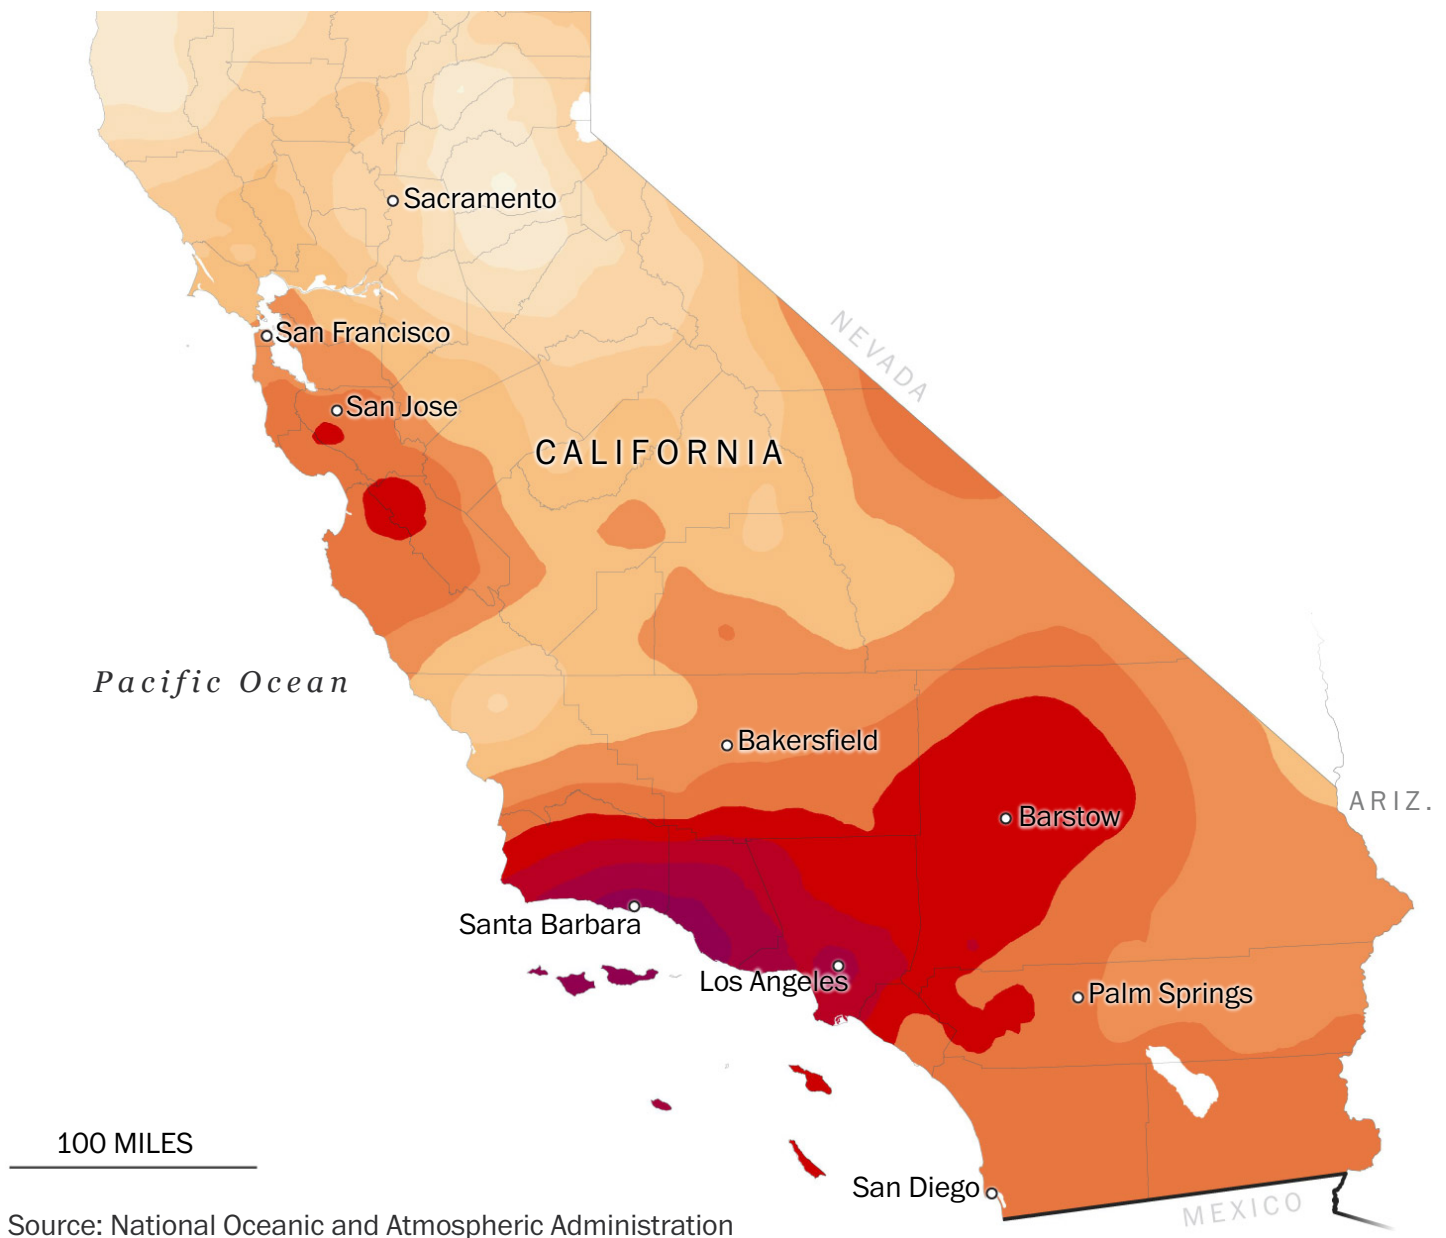 Sacramento
San Francisco
NEVADA
San Jose
CALIFORNIA
Pacific Ocean
Bakersfield
ARIZ.
Barstow
Santa Barbara
Los Angeles
Palm Springs
100 MILES
San Diego
MEXICO
Source: National Oceanic and Atmospheric Administration